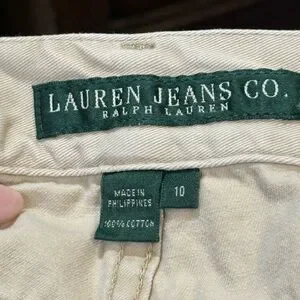 LAUREN JEANS CO.
RALPH LAUREN
MADE IN
PHILIPPINES
100% COTTON
10